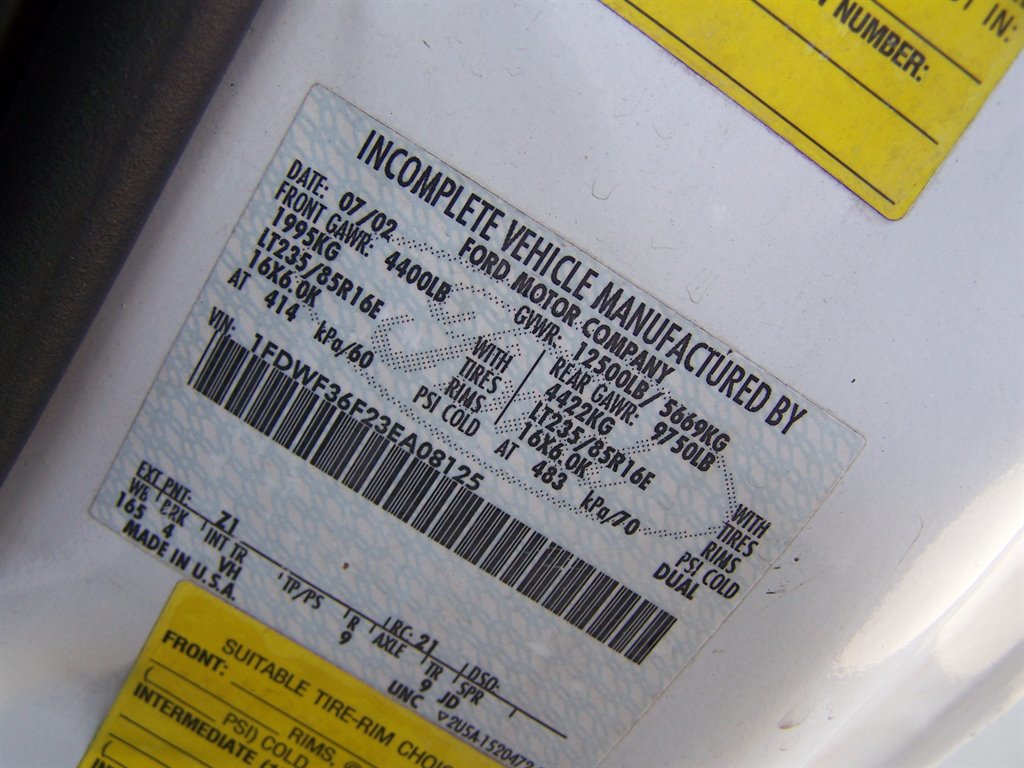 T IN:
N NUMBER:
INCOMPLETE VEHICLE MANUFACTURED BY
FORD MOTOR COMPANY
DATE: 07/02 GVWR: 12500LB/ 5669KG
FRONT GAWR: 4400LB REAR GAWR: 9750LB
1995KG WITH 4422KG WITH
LT235/85R16E TIRES LT235/85R16E TIRES
16X6.0K RIMS 16X6.0K RIMS
AT 414 kPa/60 PSI COLD AT 483 kPa/70 PSI COLD
DUAL
VIN: 1FDWF36F23EA08125
EXT PNT: Z1 RC: 21 DSO:
WB BRK INT TR TP/PS R AXLE TR SPR
165 4 VH 9 9 JD
MADE IN U.S.A. UNC
SUITABLE TIRE-RIM CHOIC
FRONT: RIMS, @
PSI) COLD
INTERMEDIATE (1